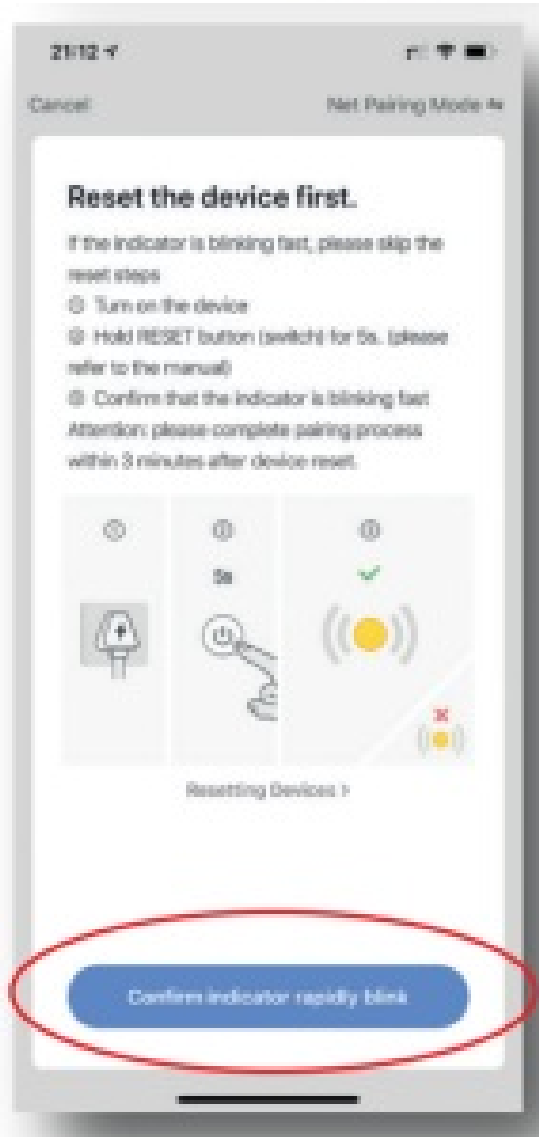 21:12
Cancel Net Pairing Mode
Reset the device first.
If the indicator is blinking fast, please skip the
reset steps
Turn on the device
Hold RESET button (switch) for 5s. (please
refer to the manual)
Confirm that the indicator is blinking fast
Attention: please complete pairing process
within 3 minutes after device reset.
5s
Resetting Devices >
Confirm indicator rapidly blink